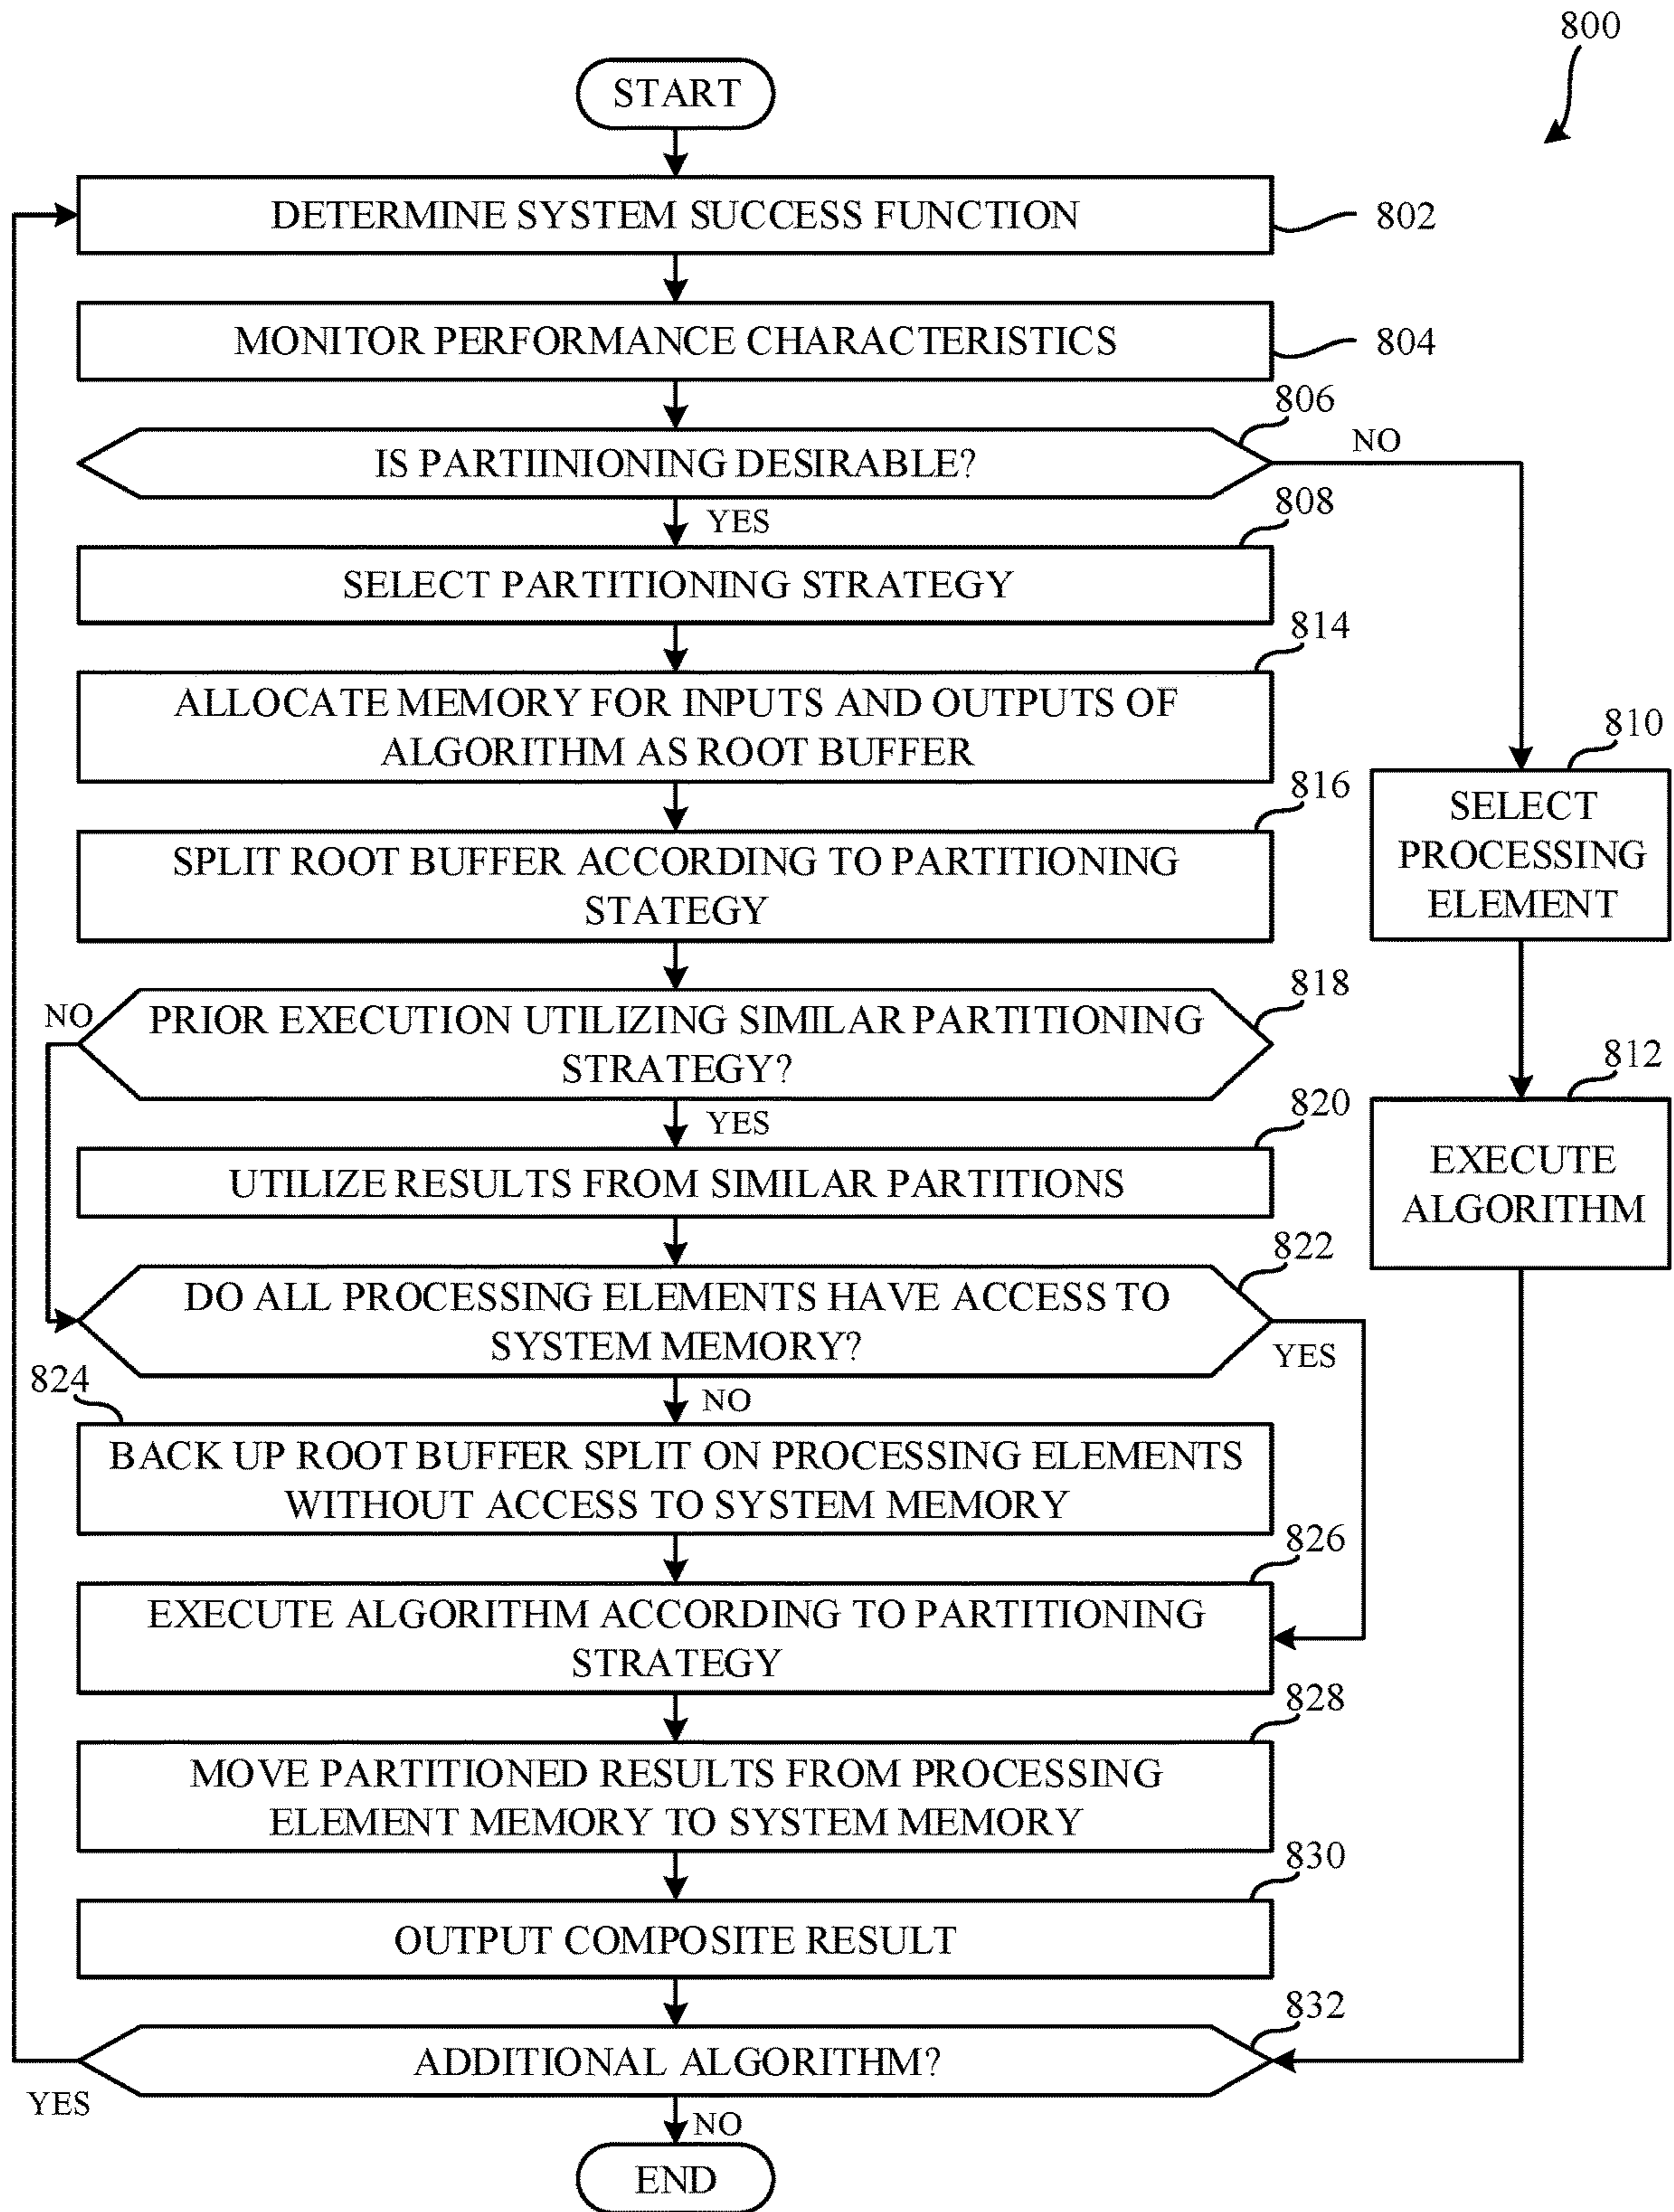 800
START
DETERMINE SYSTEM SUCCESS FUNCTION
802
MONITOR PERFORMANCE CHARACTERISTICS
804
806
IS PARTIINIONING DESIRABLE?
NO
YES
808
SELECT PARTITIONING STRATEGY
814
ALLOCATE MEMORY FOR INPUTS AND OUTPUTS OF
ALGORITHM AS ROOT BUFFER
810
SELECT
PROCESSING
ELEMENT
816
SPLIT ROOT BUFFER ACCORDING TO PARTITIONING
STATEGY
818
NO
PRIOR EXECUTION UTILIZING SIMILAR PARTITIONING
STRATEGY?
812
EXECUTE
ALGORITHM
YES
820
UTILIZE RESULTS FROM SIMILAR PARTITIONS
822
DO ALL PROCESSING ELEMENTS HAVE ACCESS TO
SYSTEM MEMORY?
YES
824
NO
BACK UP ROOT BUFFER SPLIT ON PROCESSING ELEMENTS
WITHOUT ACCESS TO SYSTEM MEMORY
826
EXECUTE ALGORITHM ACCORDING TO PARTITIONING
STRATEGY
828
MOVE PARTITIONED RESULTS FROM PROCESSING
ELEMENT MEMORY TO SYSTEM MEMORY
830
OUTPUT COMPOSITE RESULT
832
ADDITIONAL ALGORITHM?
YES
NO
END